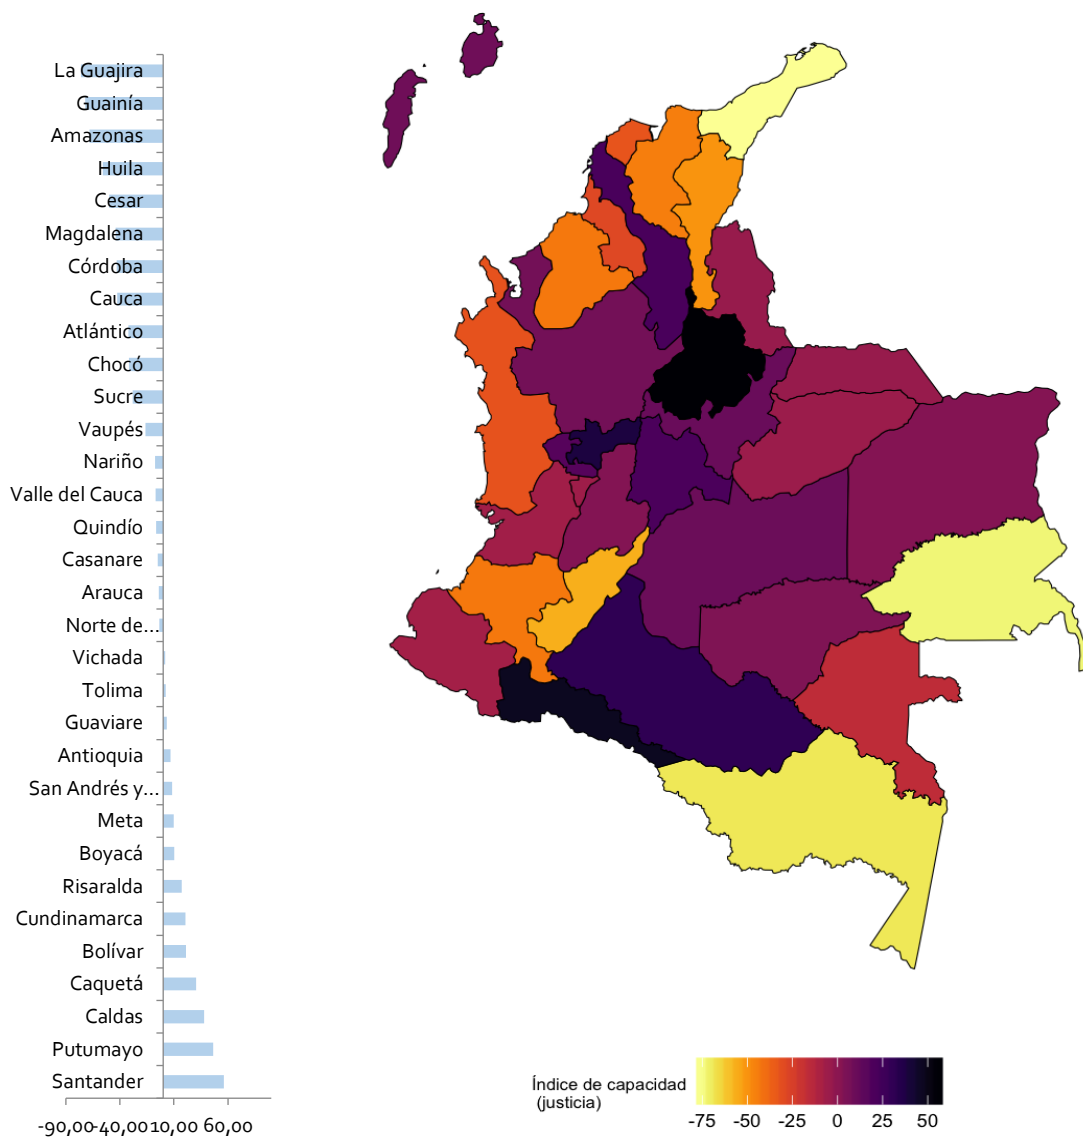 La Guajira
Guainía
Amazonas
Huila
Cesar
Magdalena
Córdoba
Cauca
Atlántico
Chocó
Sucre
Vaupés
Nariño
Valle del Cauca
Quindío
Casanare
Arauca
Norte de...
Vichada
Tolima
Guaviare
Antioquia
San Andrés y...
Meta
Boyacá
Risaralda
Cundinamarca
Bolívar
Caquetá
Caldas
Putumayo
Santander
-90,00 -40,00 10,00 60,00
Índice de capacidad
(justicia)
-75 -50 -25 0 25 50